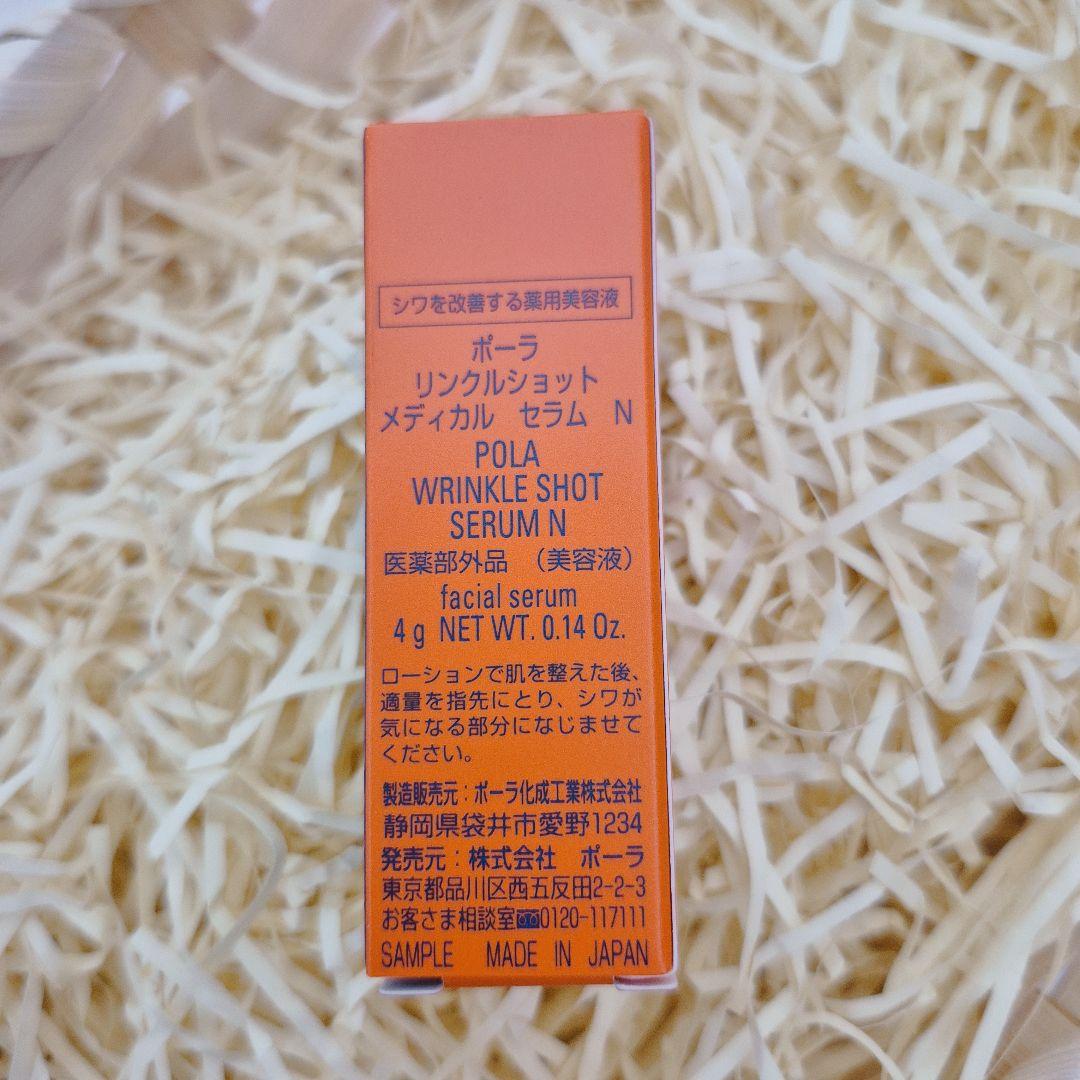 シワを改善する薬用美容液
ポーラ
リンクルショット
メディカル セラム N
POLA
WRINKLE SHOT
SERUM N
医薬部外品 (美容液)
facial serum
4 g NET WT. 0.14 Oz.
ローションで肌を整えた後、
適量を指先にとり、シワが
気になる部分になじませて
ください。
製造販売元:ポーラ化成工業株式会社
静岡県袋井市愛野1234
発売元:株式会社 ポーラ
東京都品川区西五反田2-2-3
お客さま相談室0120-117111
SAMPLE MADE IN JAPAN